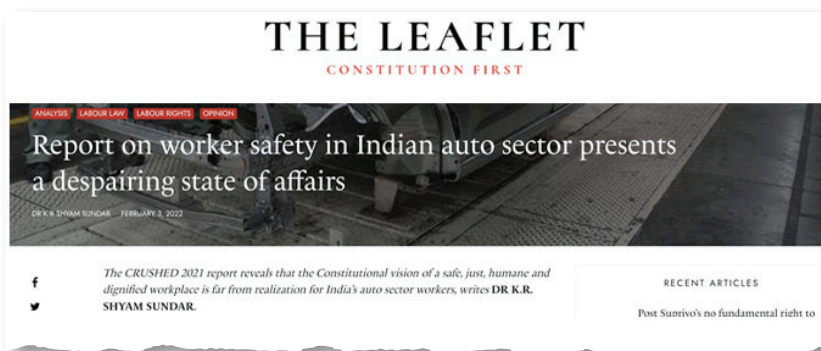 THE LEAFLET
CONSTITUTION FIRST
ANALYSIS LABOUR LAW LABOUR RIGHTS OPINION
Report on worker safety in Indian auto sector presents
a despairing state of affairs
DR K R SHYAM SUNDAR FEBRUARY 3, 2022
The CRUSHED 2021 report reveals that the Constitutional vision of a safe, just, humane and
dignified workplace is far from realization for India's auto sector workers, writes DR K.R.
SHYAM SUNDAR.
RECENT ARTICLES
Post Supriyo's no fundamental right to